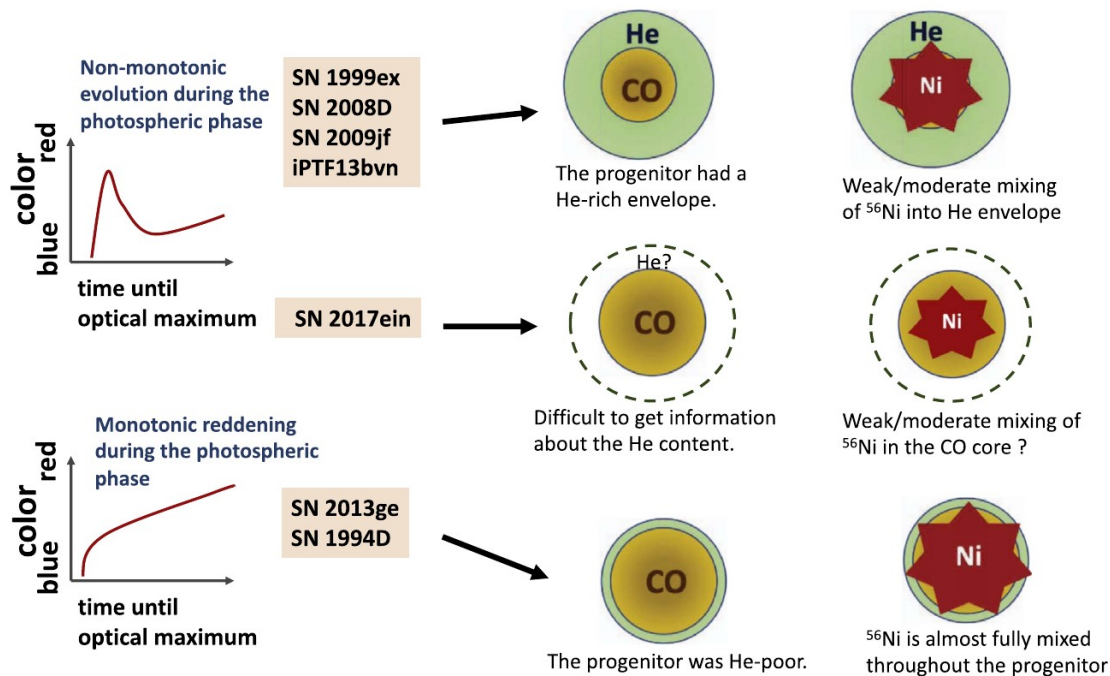 Non-monotonic
evolution during the
photospheric phase
color
blue red
time until
optical maximum
SN 1999ex
SN 2008D
SN 2009jf
iPTF13bvn
He
CO
The progenitor had a
He-rich envelope.
He
Ni
Weak/moderate mixing
of ⁵⁶Ni into He envelope
SN 2017ein
He?
CO
Difficult to get information
about the He content.
Ni
Weak/moderate mixing of
⁵⁶Ni in the CO core ?
Monotonic reddening
during the photospheric
phase
color
blue red
time until
optical maximum
SN 2013ge
SN 1994D
CO
The progenitor was He-poor.
Ni
⁵⁶Ni is almost fully mixed
throughout the progenitor